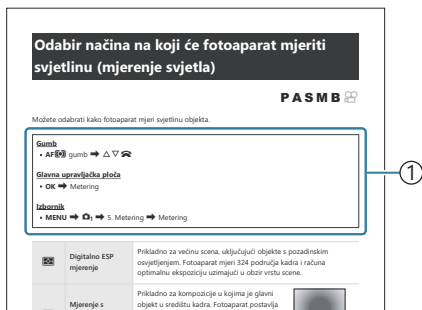 Odabir načina na koji će fotoaparat mjeriti
svjetlinu (mjerenje svjetla)
PASMB
Možete odabrati kako fotoaparat mjeri svjetlinu objekta.
Gumb
• AF gumb ➡ △▽
Glavna upravljačka ploča
• OK ➡ Metering
Izbornik
• MENU ➡ 1 ➡ 5. Metering ➡ Metering
1
Digitalno ESP
mjerenje
Prikladno za većinu scena, uključujući objekte s pozadinskim
osvjetljenjem. Fotoaparat mjeri 324 područja kadra i računa
optimalnu ekspoziciju uzimajući u obzir vrstu scene.
Mjerenje s
Prikladno za kompozicije u kojima je glavni
objekt u središtu kadra. Fotoaparat postavlja